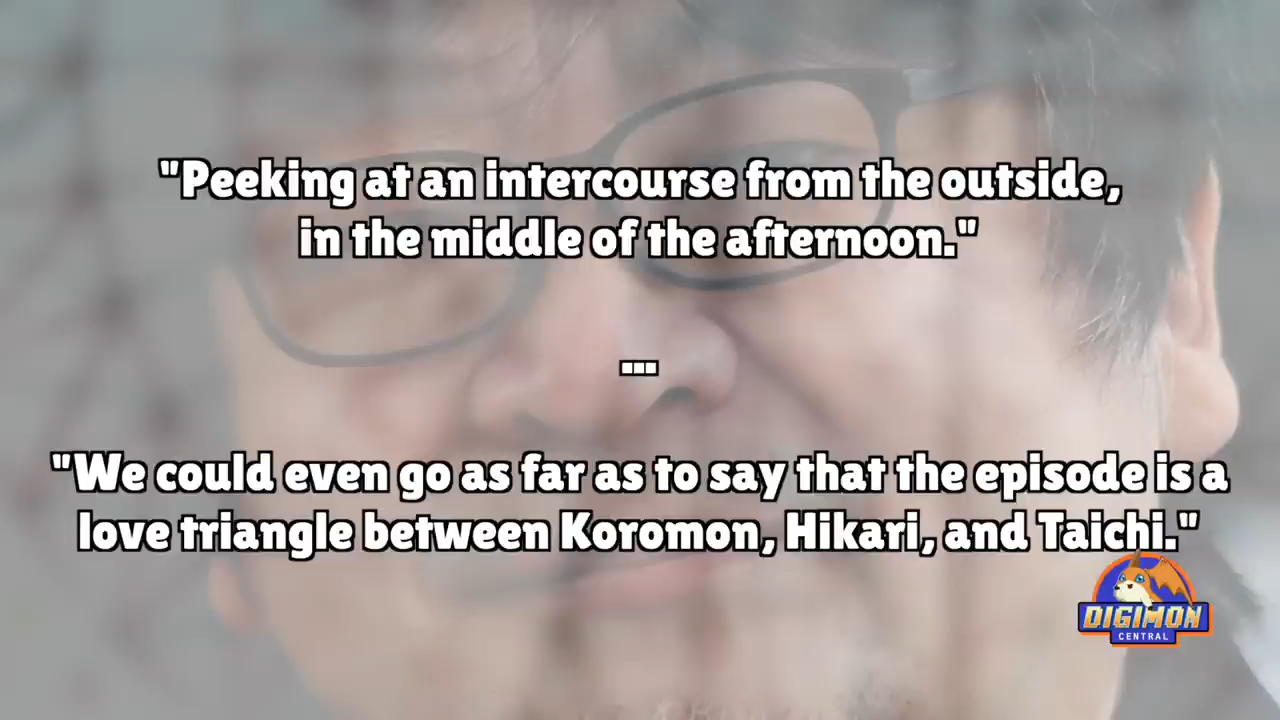 "Peeking at an intercourse from the outside,
in the middle of the afternoon."
...
"We could even go as far as to say that the episode is a
love triangle between Koromon, Hikari, and Taichi."
DIGIMON
CENTRAL